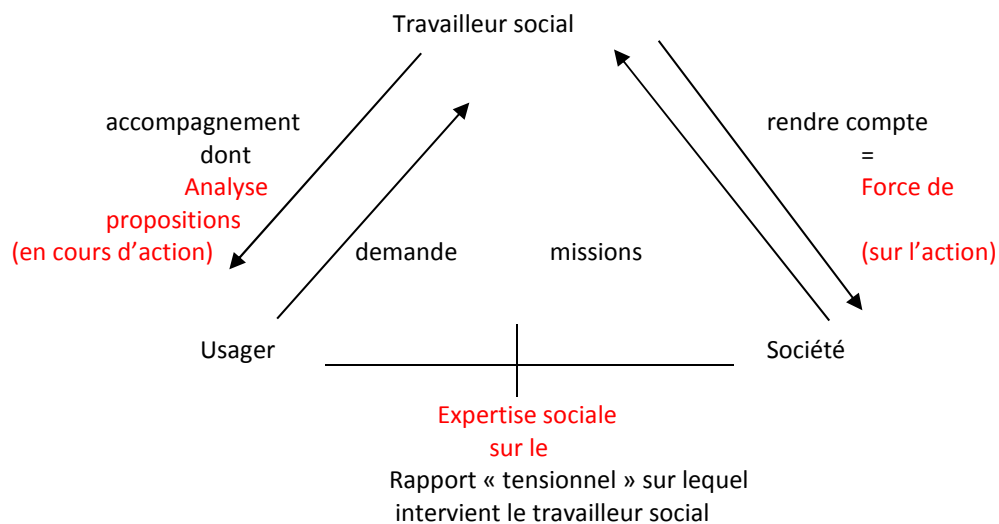 Travailleur social
accompagnement
dont
Analyse
propositions
(en cours d’action)
demande
missions
rendre compte
=
Force de
(sur l’action)
Usager
Société
Expertise sociale
sur le
Rapport « tensionnel » sur lequel
intervient le travailleur social